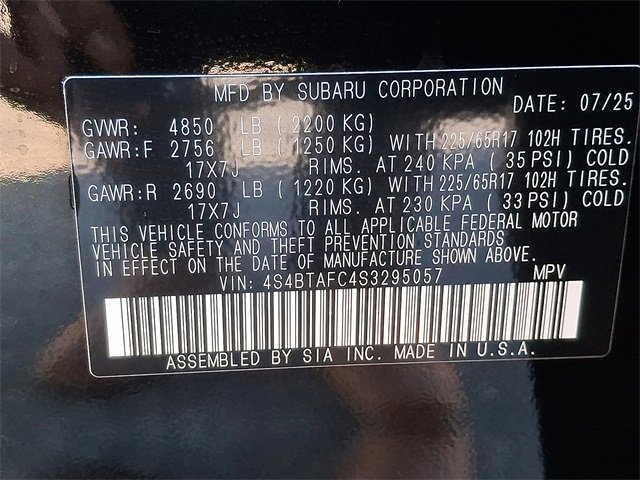 MFD BY SUBARU CORPORATION DATE: 07/25
GVWR: 4850 LB (2200 KG)
GAWR:F 2756 LB (1250 KG) WITH 225/65R17 102H TIRES.
17X7J RIMS. AT 240 KPA (35 PSI) COLD
GAWR:R 2690 LB (1220 KG) WITH 225/65R17 102H TIRES.
17X7J RIMS. AT 230 KPA (33 PSI) COLD
THIS VEHICLE CONFORMS TO ALL APPLICABLE FEDERAL MOTOR
VEHICLE SAFETY AND THEFT PREVENTION STANDARDS
IN EFFECT ON THE DATE OF MANUFACTURE SHOWN ABOVE.
VIN: 4S4BTAFC4S3295057 MPV
ASSEMBLED BY SIA INC. MADE IN U.S.A.